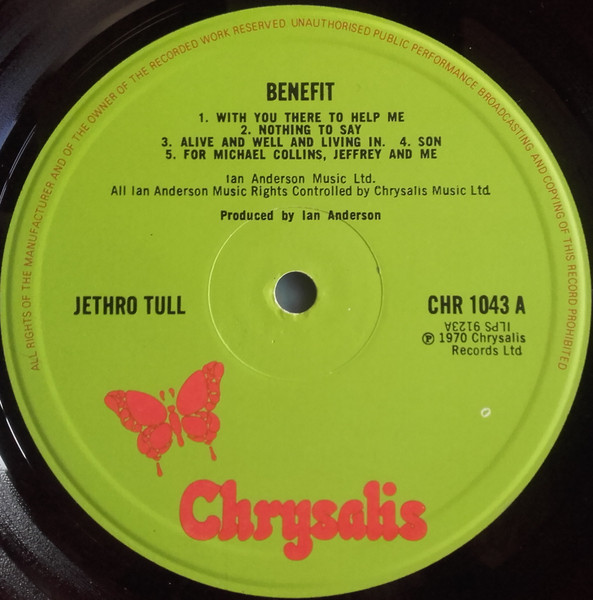 ALL RIGHTS OF THE MANUFACTURER AND OF THE OWNER OF THE RECORDED WORK RESERVED UNAUTHORISED PUBLIC PERFORMANCE BROADCASTING AND COPYING OF THIS RECORD PROHIBITED
BENEFIT
1. WITH YOU THERE TO HELP ME
2. NOTHING TO SAY
3. ALIVE AND WELL AND LIVING IN. 4. SON
5. FOR MICHAEL COLLINS, JEFFREY AND ME
Ian Anderson Music Ltd.
All Ian Anderson Music Rights Controlled by Chrysalis Music Ltd.
Produced by Ian Anderson
JETHRO TULL
CHR 1043 A
ILPS 9123A
℗ 1970 Chrysalis
Records Ltd
Chrysalis